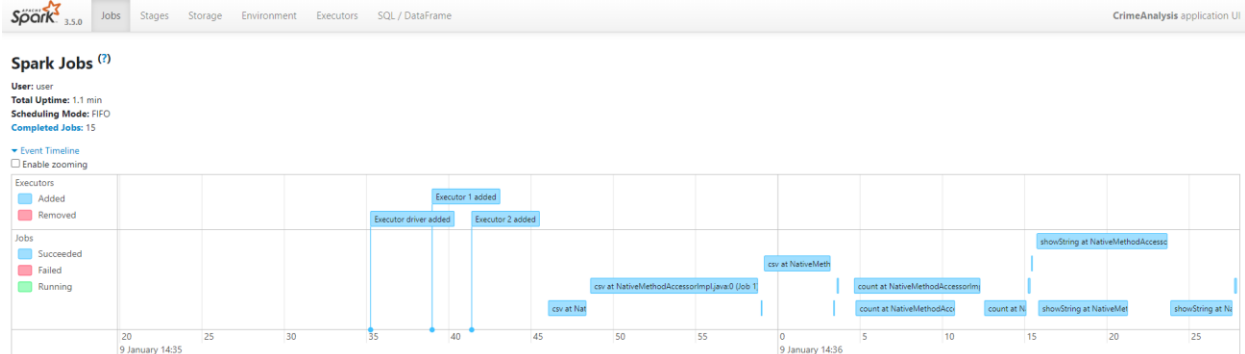 APACHE Spark 3.5.0 Jobs Stages Storage Environment Executors SQL / DataFrame CrimeAnalysis application UI
Spark Jobs (?)
User: user
Total Uptime: 1.1 min
Scheduling Mode: FIFO
Completed Jobs: 15
Event Timeline
Enable zooming
Executors
Added
Removed
Executor 1 added
Executor driver added
Executor 2 added
Jobs
Succeeded
Failed
Running
showString at NativeMethodAccesso
csv at NativeMeth
csv at NativeMethodAccessorImpl.java:0 (Job 1)
count at NativeMethodAccessorImp
csv at Nat
count at NativeMethodAcce
count at N
showString at NativeMet
showString at Na
20 25 30 35 40 45 50 55 0 5 10 15 20 25
9 January 14:35 9 January 14:36